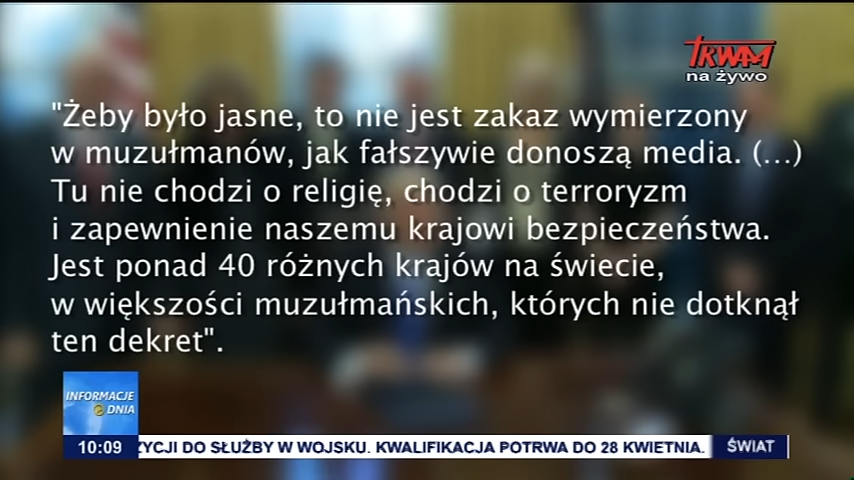 TRWAM
na żywo
"Żeby było jasne, to nie jest zakaz wymierzony
w muzułmanów, jak fałszywie donoszą media. (...)
Tu nie chodzi o religię, chodzi o terroryzm
i zapewnienie naszemu krajowi bezpieczeństwa.
Jest ponad 40 różnych krajów na świecie,
w większości muzułmańskich, których nie dotknął
ten dekret".
INFORMACJE
DNIA
10:09 ZYCJI DO SŁUŻBY W WOJSKU. KWALIFIKACJA POTRWA DO 28 KWIETNIA. ŚWIAT